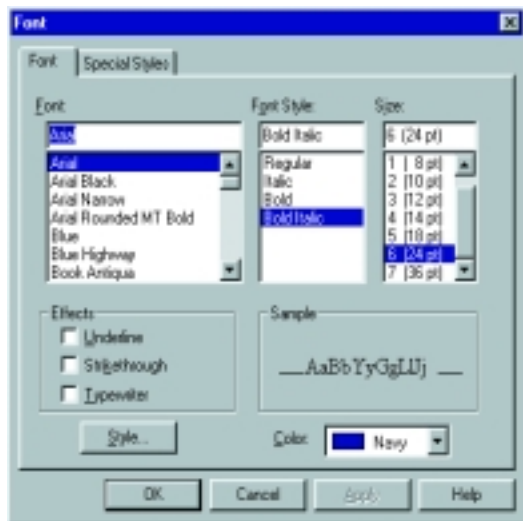 Font
Font
Special Styles
Font:
Arial
Arial
Arial Black
Arial Narrow
Arial Rounded MT Bold
Blue
Blue Highway
Book Antiqua
Font Style:
Bold Italic
Regular
Italic
Bold
Bold Italic
Size:
6 (24 pt)
1 ( 8 pt)
2 (10 pt)
3 (12 pt)
4 (14 pt)
5 (18 pt)
6 (24 pt)
7 (36 pt)
Effects
Underline
Strikethrough
Typewriter
Sample
AaBbYyGgLlJj
Style...
Color:
Navy
OK
Cancel
Apply
Help